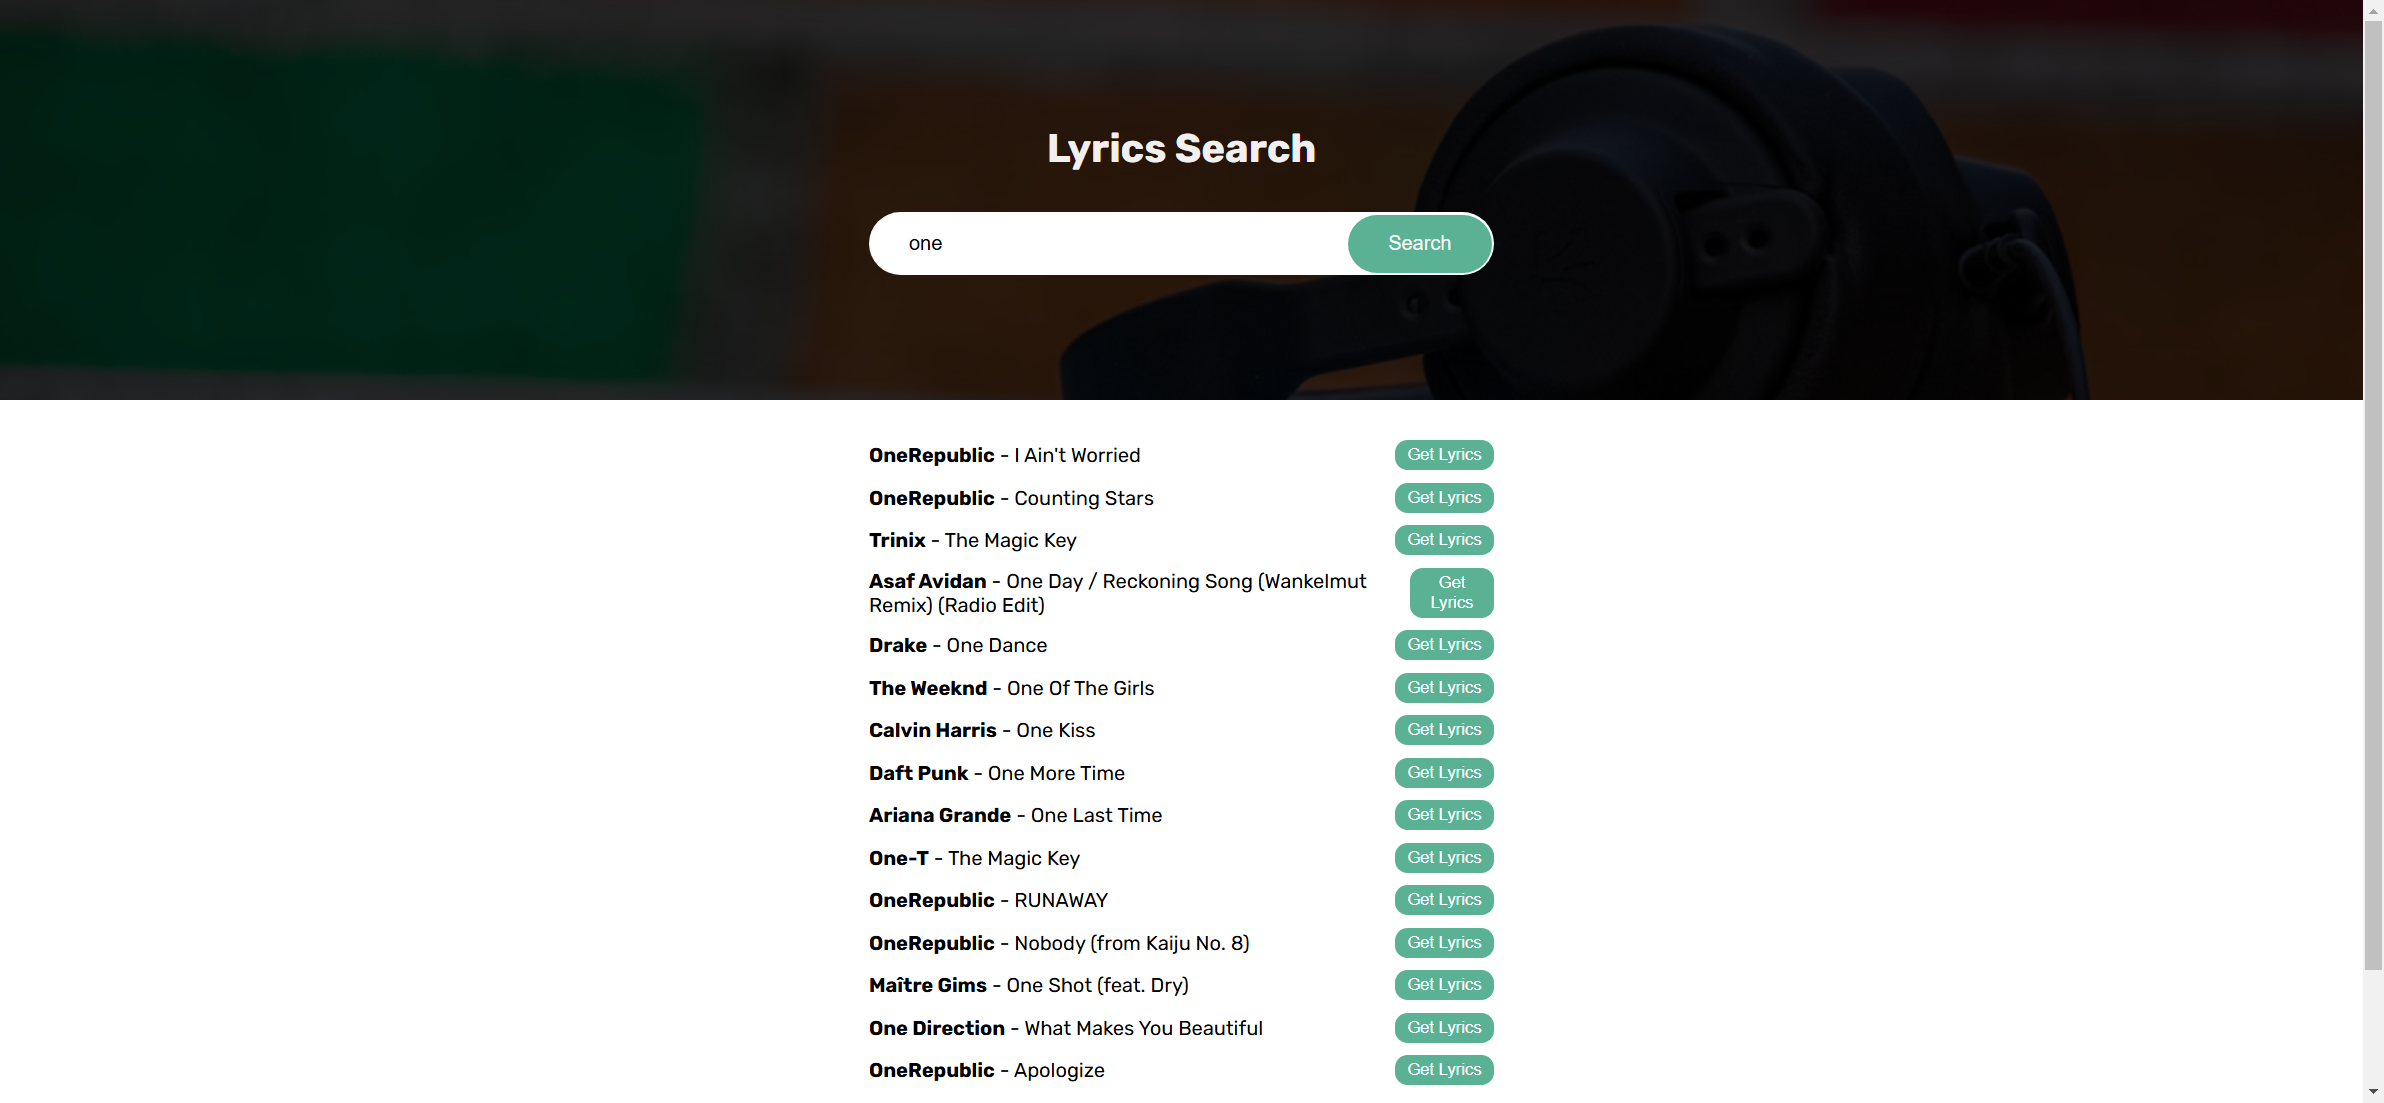 Lyrics Search
one Search
OneRepublic - I Ain't Worried Get Lyrics
OneRepublic - Counting Stars Get Lyrics
Trinix - The Magic Key Get Lyrics
Asaf Avidan - One Day / Reckoning Song (Wankelmut
Remix) (Radio Edit)
Get
Lyrics
Drake - One Dance Get Lyrics
The Weeknd - One Of The Girls Get Lyrics
Calvin Harris - One Kiss Get Lyrics
Daft Punk - One More Time Get Lyrics
Ariana Grande - One Last Time Get Lyrics
One-T - The Magic Key Get Lyrics
OneRepublic - RUNAWAY Get Lyrics
OneRepublic - Nobody (from Kaiju No. 8) Get Lyrics
Maître Gims - One Shot (feat. Dry) Get Lyrics
One Direction - What Makes You Beautiful Get Lyrics
OneRepublic - Apologize Get Lyrics